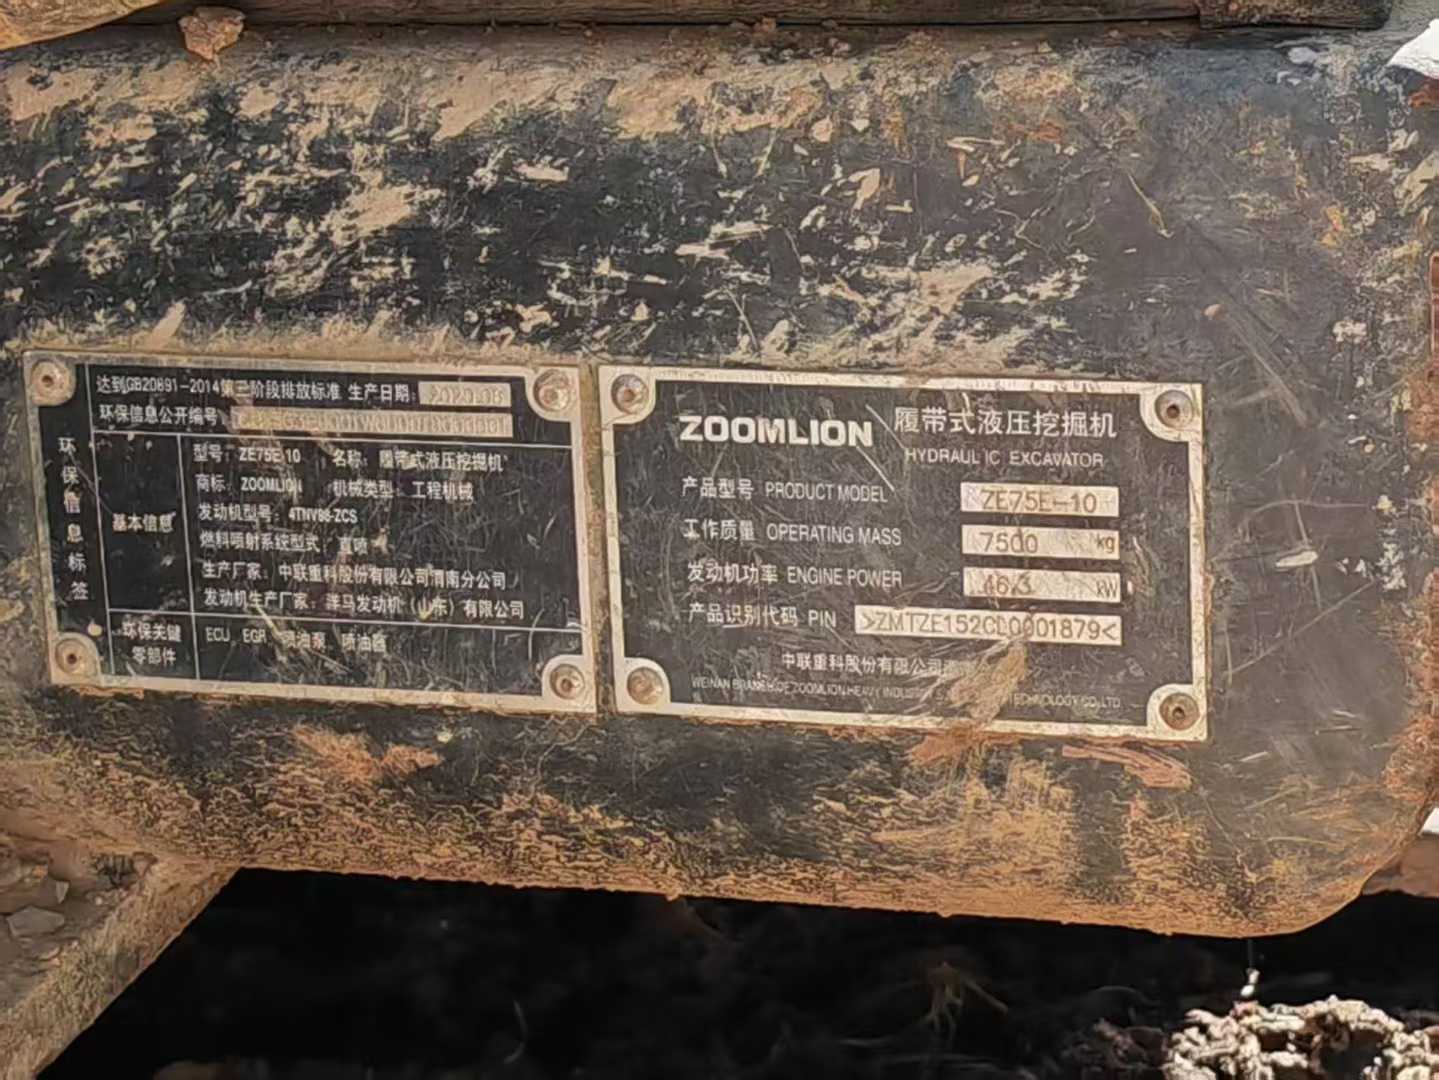 达到GB20891-2014第三阶段排放标准 生产日期:
环保信息公开编号
环保信息标签
基本信息
型号: ZE75E-10 名称: 履带式液压挖掘机
商标: ZOOMLION 机械类型: 工程机械
发动机型号: 4TNV98-ZCS
燃料喷射系统型式: 直喷
生产厂家: 中联重科股份有限公司渭南分公司
发动机生产厂家: 洋马发动机(山东)有限公司
环保关键零部件
ECU、EGR、喷油泵、喷油器
ZOOMLION 履带式液压挖掘机
HYDRAULIC EXCAVATOR
产品型号 PRODUCT MODEL ZE75E-10
工作质量 OPERATING MASS 7500 kg
发动机功率 ENGINE POWER 46.3 kW
产品识别代码 PIN >ZMTZE152CL0001879<
中联重科股份有限公司渭
WEINAN BRANCH OF ZOOMLION HEAVY INDUSTRY TECHNOLOGY CO.,LTD.